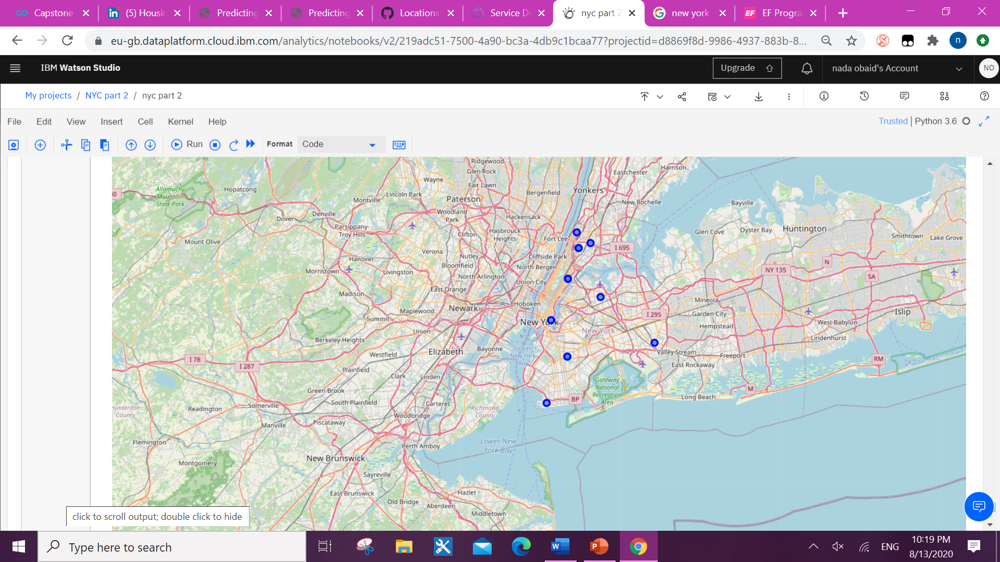 Capstone
(5) Housin
Predicting
Predicting
Locations
Service De
nyc part 2
new york
EF Progra
eu-gb.dataplatform.cloud.ibm.com/analytics/notebooks/v2/219adc51-7500-4a90-bc3a-4db9c1bcaa77?projectid=d8869f8d-9986-4937-883b-8...
n
IBM Watson Studio
Upgrade
nada obaid's Account
NO
My projects / NYC part 2 / nyc part 2
File Edit View Insert Cell Kernel Help
Trusted | Python 3.6
Run
Format
Code
Ridgewood
Glen Rock
Eastchester
Harrison
Wayne
Fair Lawn
Allamuchy
Mountain
State Park
Hopatcong
Lincoln Park
Bergenfield
Yonkers
Montville
Paterson
New Rochelle
Bayville
Denville
Woodland
Park
Hackensack
Dover
Parsippany-
Troy Hills
Clifton
Hasbrouck
Heights
Fort Lee
Glen Cove
Oyster Bay
Huntington
Smithtown
Lake Grove
Mount Olive
Verona
I 695
Hanover
Nutley
Cliffside Park
N
Bloomfield
North Bergen
NY 135
Morristown
Livingston
North Arlington
Union City
SA
East Orange
Madison
Hoboken
Mineola
Newark
Maplewood
I 295
Garden City
Islip
Summit
New York
West Babylon
Union
New York
Hempstead
Berkeley Heights
Lindenhurst
Bayonne
Upper
New York
Bay
Elizabeth
Valley Stream
Freeport
Westfield
I 78
I 287
East Rockaway
RM
Plainfield
Clark
Linden
Gateway
National
Recreation
Area
Green Brook
M
Long Beach
BP
South Plainfield
Carteret
Somerville
Hunterdon
County
Readington
Richmond
County
Woodbridge
Manville
Piscataway
Flemington
Perth Amboy
Lower New
York Bay
New Brunswick
Montgomery
Sayreville
East Brunswick
Hazlet
Old Bridge
Aberdeen
Middletown
click to scroll output; double click to hide
Type here to search
ENG
10:19 PM
8/13/2020